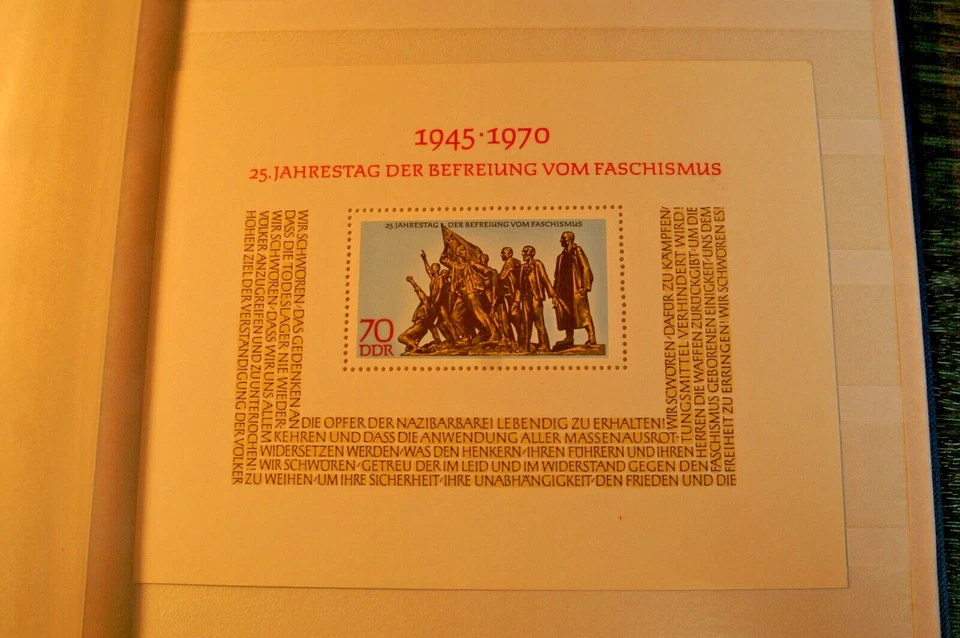 1945·1970
25. JAHRESTAG DER BEFREIUNG VOM FASCHISMUS
25 JAHRESTAG DER BEFREIUNG VOM FASCHISMUS
70
DDR
WIR SCHWÖREN, DAS GEDENKEN AN DIE OPFER DER NAZIBARBAREI LEBENDIG ZU ERHALTEN! WIR SCHWÖREN, DAFÜR ZU KÄMPFEN,
DASS DIE TODESLAGER NIE WIEDER- KEHREN UND DASS DIE ANWENDUNG ALLER MASSENAUSROT- TUNGSMITTEL VERHINDERT WIRD!
WIR SCHWÖREN, DASS WIR UNS ALLEM WIDERSETZEN WERDEN, WAS DEN HENKERN, IHREN FÜHRERN UND IHREN HERREN DIE WAFFEN ZURÜCKGIBT, UM DIE
VÖLKER ANZUGREIFEN UND ZU UNTERJOCHEN! WIR SCHWÖREN, GETREU DER IM LEID UND IM WIDERSTAND GEGEN DEN FASCHISMUS GEBORENEN EINIGKEIT, UNS DEM
HOHEN ZIEL DER VERSTÄNDIGUNG DER VÖLKER ZU WEIHEN, UM IHRE SICHERHEIT, IHRE UNABHÄNGIGKEIT, DEN FRIEDEN UND DIE FREIHEIT ZU ERRINGEN! WIR SCHWÖREN ES!